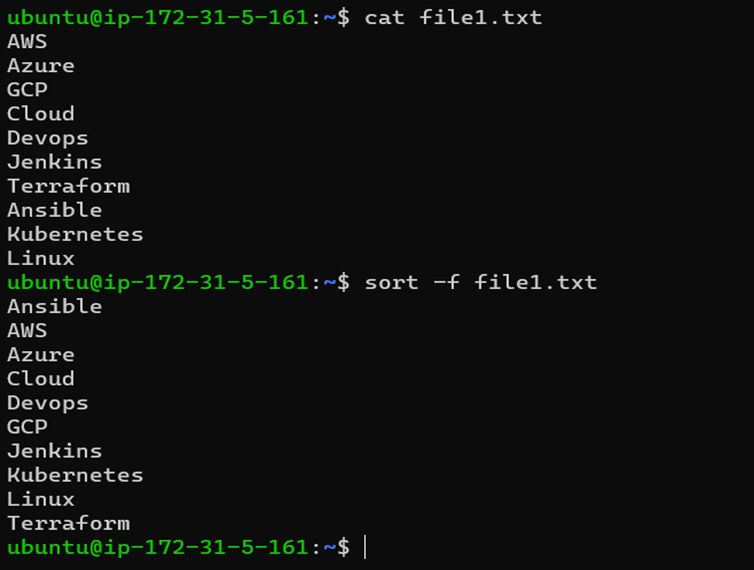 ubuntu@ip-172-31-5-161:~$ cat file1.txt
AWS
Azure
GCP
Cloud
Devops
Jenkins
Terraform
Ansible
Kubernetes
Linux
ubuntu@ip-172-31-5-161:~$ sort -f file1.txt
Ansible
AWS
Azure
Cloud
Devops
GCP
Jenkins
Kubernetes
Linux
Terraform
ubuntu@ip-172-31-5-161:~$